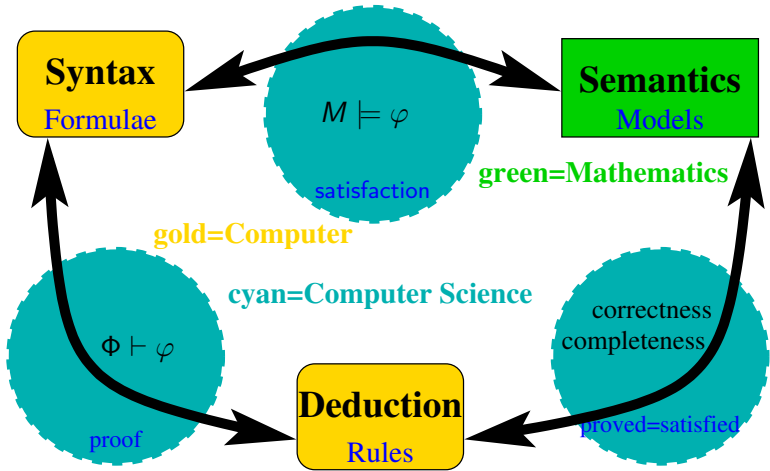 Syntax
Formulae
M ⊨ φ
satisfaction
Semantics
Models
green=Mathematics
gold=Computer
cyan=Computer Science
Φ ⊢ φ
proof
Deduction
Rules
correctness
completeness
proved=satisfied